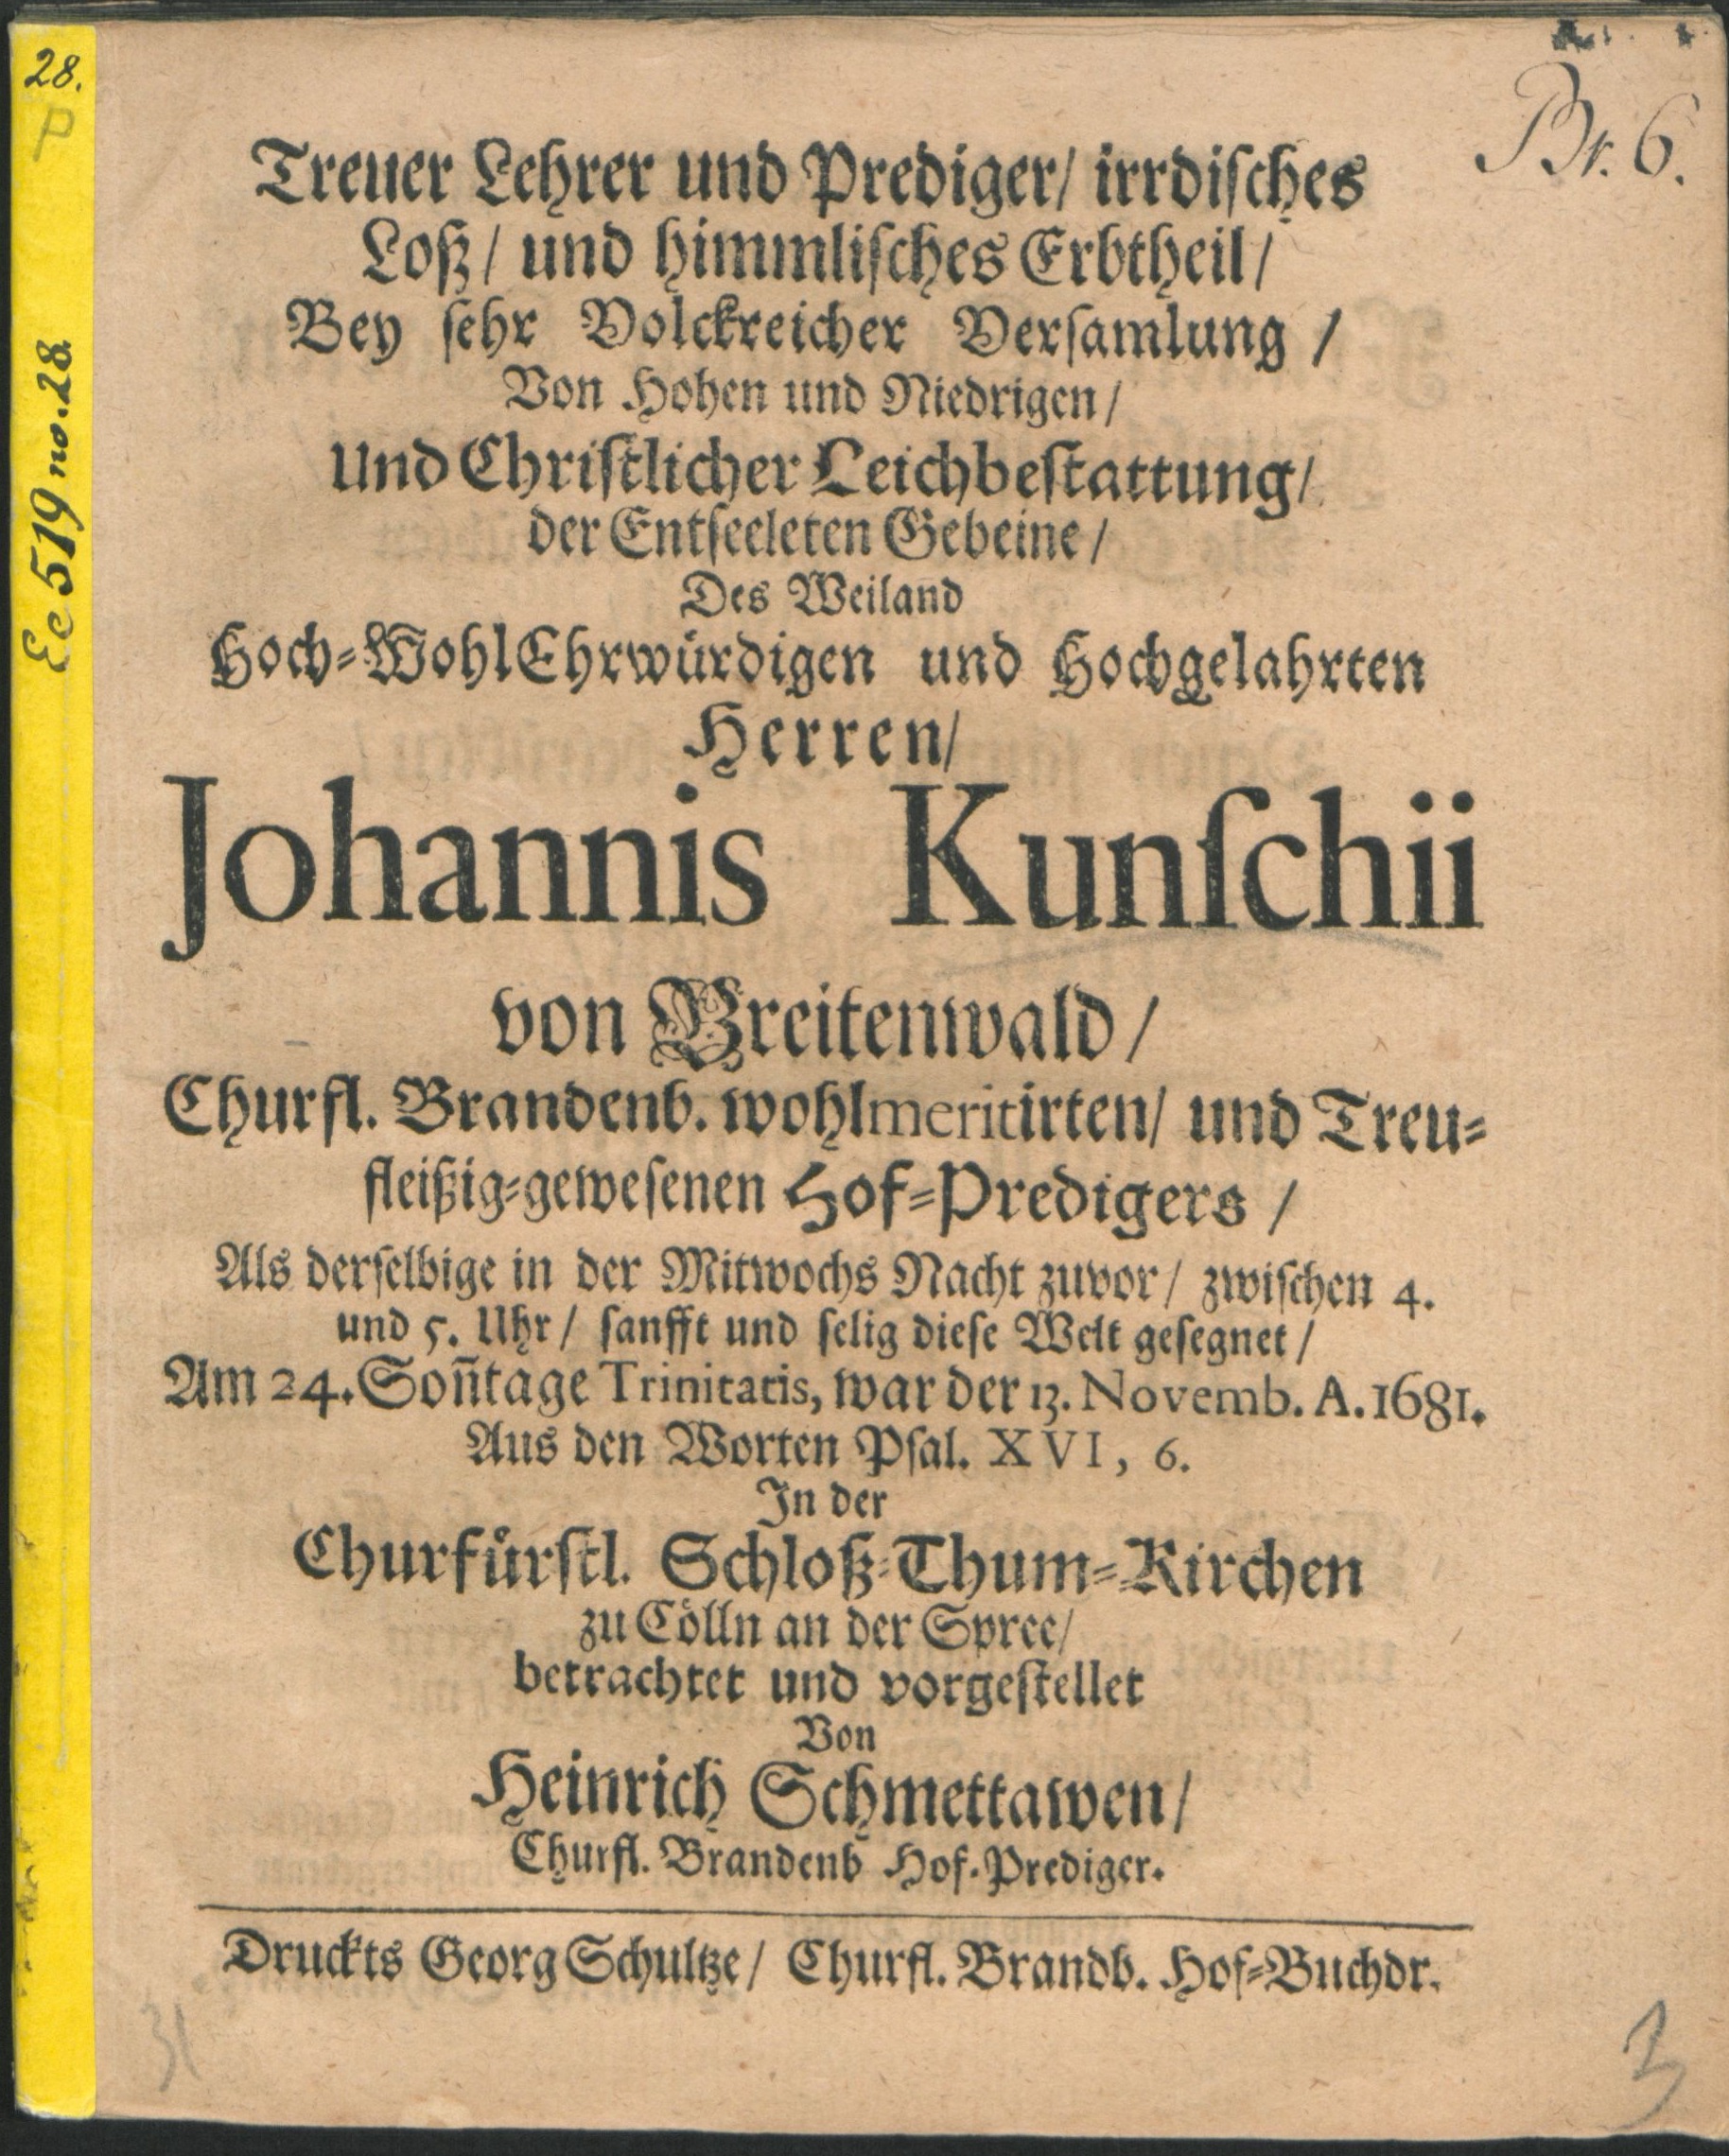 28.
P
Ee 519 no. 28.
Br. 6.
Treuer Lehrer und Prediger/ irrdiſches
Loß/ und himmliſches Erbtheil/
Bey ſehr Volckreicher Verſamlung /
Von Hohen und Niedrigen/
Und Chriſtlicher Leichbeſtattung/
der Entſeeleten Gebeine/
Des Weiland
Hoch-WohlEhrwürdigen und Hochgelahrten
Herren/
Johannis Kunſchii
von Breitenwald/
Churfl. Brandenb. wohlmeritirten/ und Treu-
fleißig-geweſenen Hof-Predigers /
Als derſelbige in der Mitwochs Nacht zuvor/ zwiſchen 4.
und 5. Uhr/ ſanfft und ſelig dieſe Welt geſegnet/
Am 24. Soñtage Trinitatis, war der 13. Novemb. A. 1681.
Aus den Worten Pſal. XVI, 6.
In der
Churfuͤrſtl. Schloß-Thum-Kirchen
zu Cölln an der Spree/
betrachtet und vorgeſtellet
Von
Heinrich Schmettawen/
Churfl. Brandenb Hof-Prediger.
Druckts Georg Schultze/ Churfl. Brandb. Hof-Buchdr.
31
3